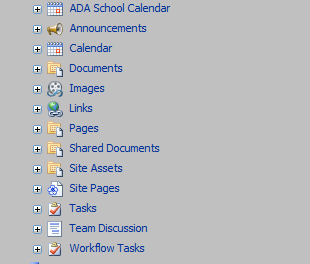 ADA School Calendar
Announcements
Calendar
Documents
Images
Links
Pages
Shared Documents
Site Assets
Site Pages
Tasks
Team Discussion
Workflow Tasks